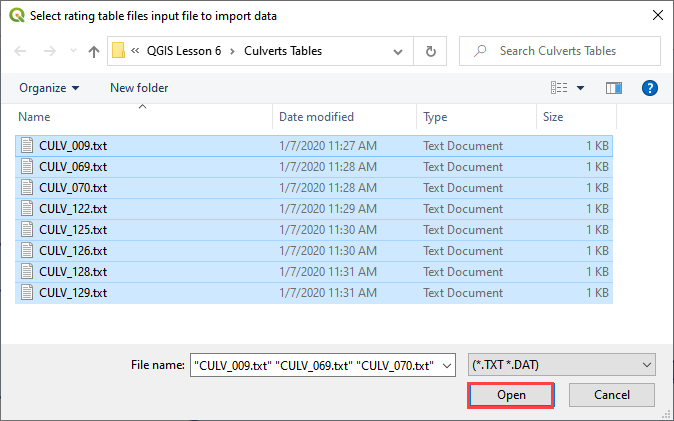 Select rating table files input file to import data
« QGIS Lesson 6 > Culverts Tables
Search Culverts Tables
Organize New folder
Name Date modified Type Size
CULV_009.txt 1/7/2020 11:27 AM Text Document 1 KB
CULV_069.txt 1/7/2020 11:28 AM Text Document 1 KB
CULV_070.txt 1/7/2020 11:28 AM Text Document 1 KB
CULV_122.txt 1/7/2020 11:29 AM Text Document 1 KB
CULV_125.txt 1/7/2020 11:30 AM Text Document 1 KB
CULV_126.txt 1/7/2020 11:30 AM Text Document 1 KB
CULV_128.txt 1/7/2020 11:31 AM Text Document 1 KB
CULV_129.txt 1/7/2020 11:31 AM Text Document 1 KB
File name: "CULV_009.txt" "CULV_069.txt" "CULV_070.txt" (*.TXT *.DAT)
Open Cancel